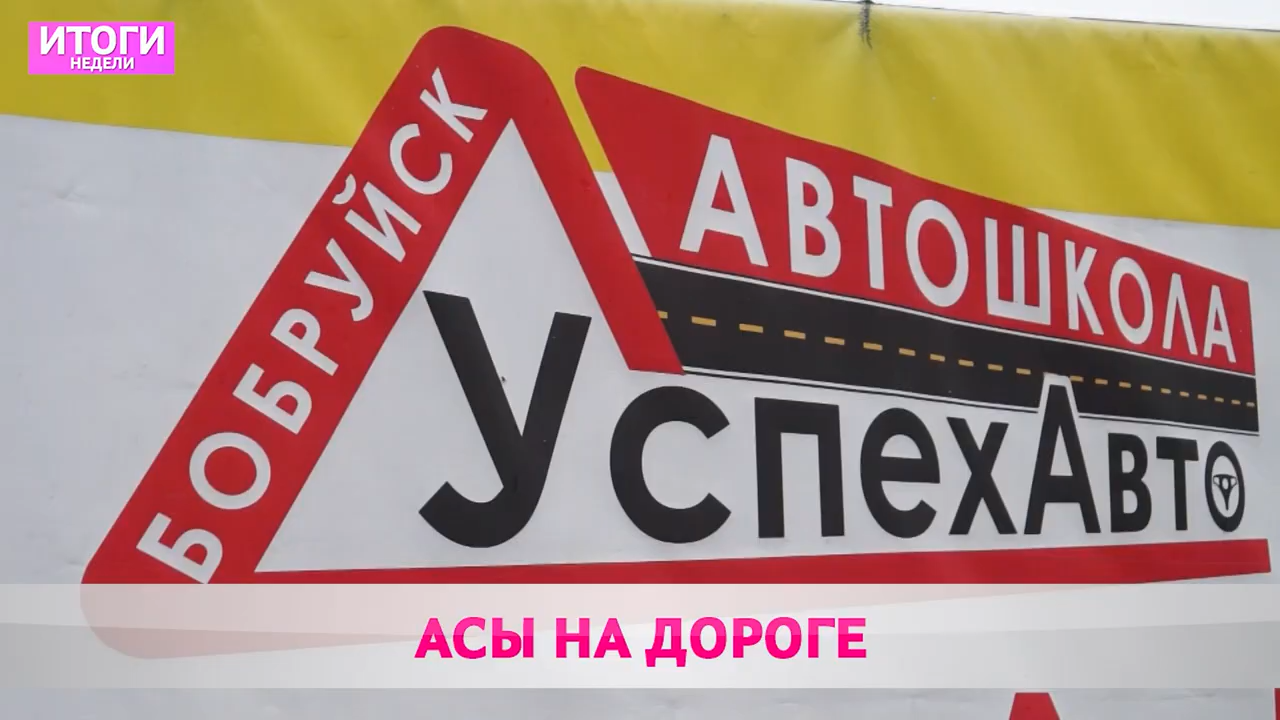 ИТОГИ
НЕДЕЛИ
БОБРУЙСК
АВТОШКОЛА
УспехАвто
АСЫ НА ДОРОГЕ